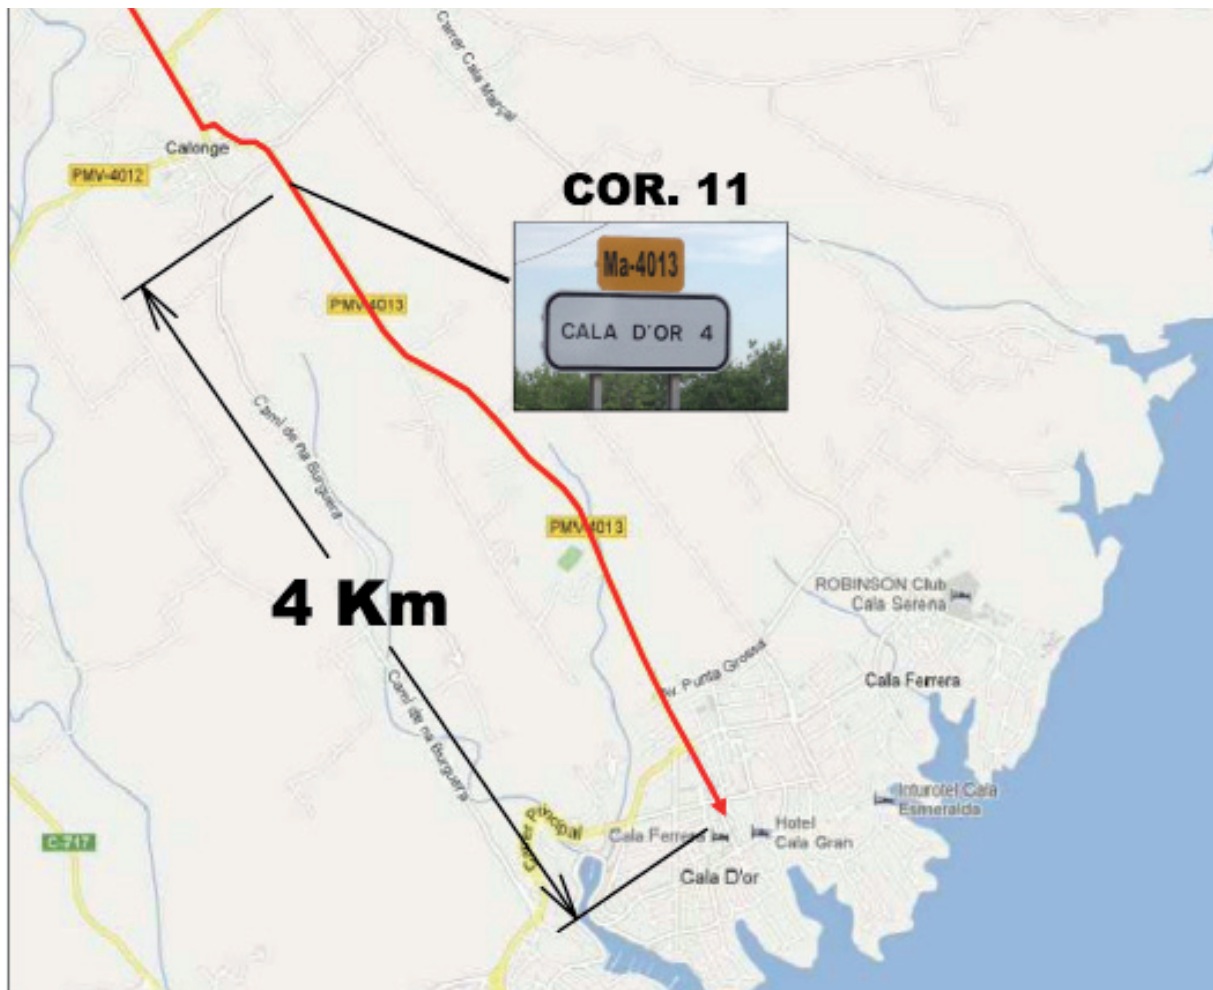 Carrer Cala Marçal
Calonge
PMV-4012
COR. 11
Ma-4013
CALA D'OR 4
PMV-4013
Camí de na Burguera
PMV-4013
4 Km
ROBINSON Club
Cala Serena
Av. Punta Grossa
Cala Ferrera
Camí de na Burguera
Inturotel Cala
Esmeralda
Carrer Principal
Cala Ferrera
Hotel
Cala Gran
C-717
Cala D'or